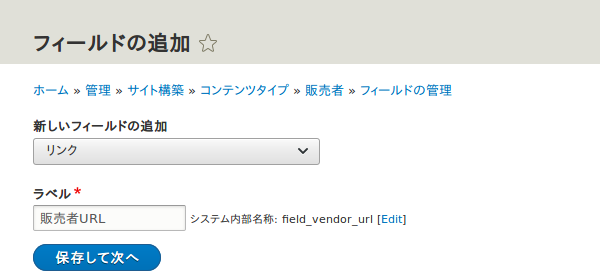 フィールドの追加
ホーム » 管理 » サイト構築 » コンテンツタイプ » 販売者 » フィールドの管理
新しいフィールドの追加
リンク
ラベル *
販売者URL システム内部名称: field_vendor_url [Edit]
保存して次へ